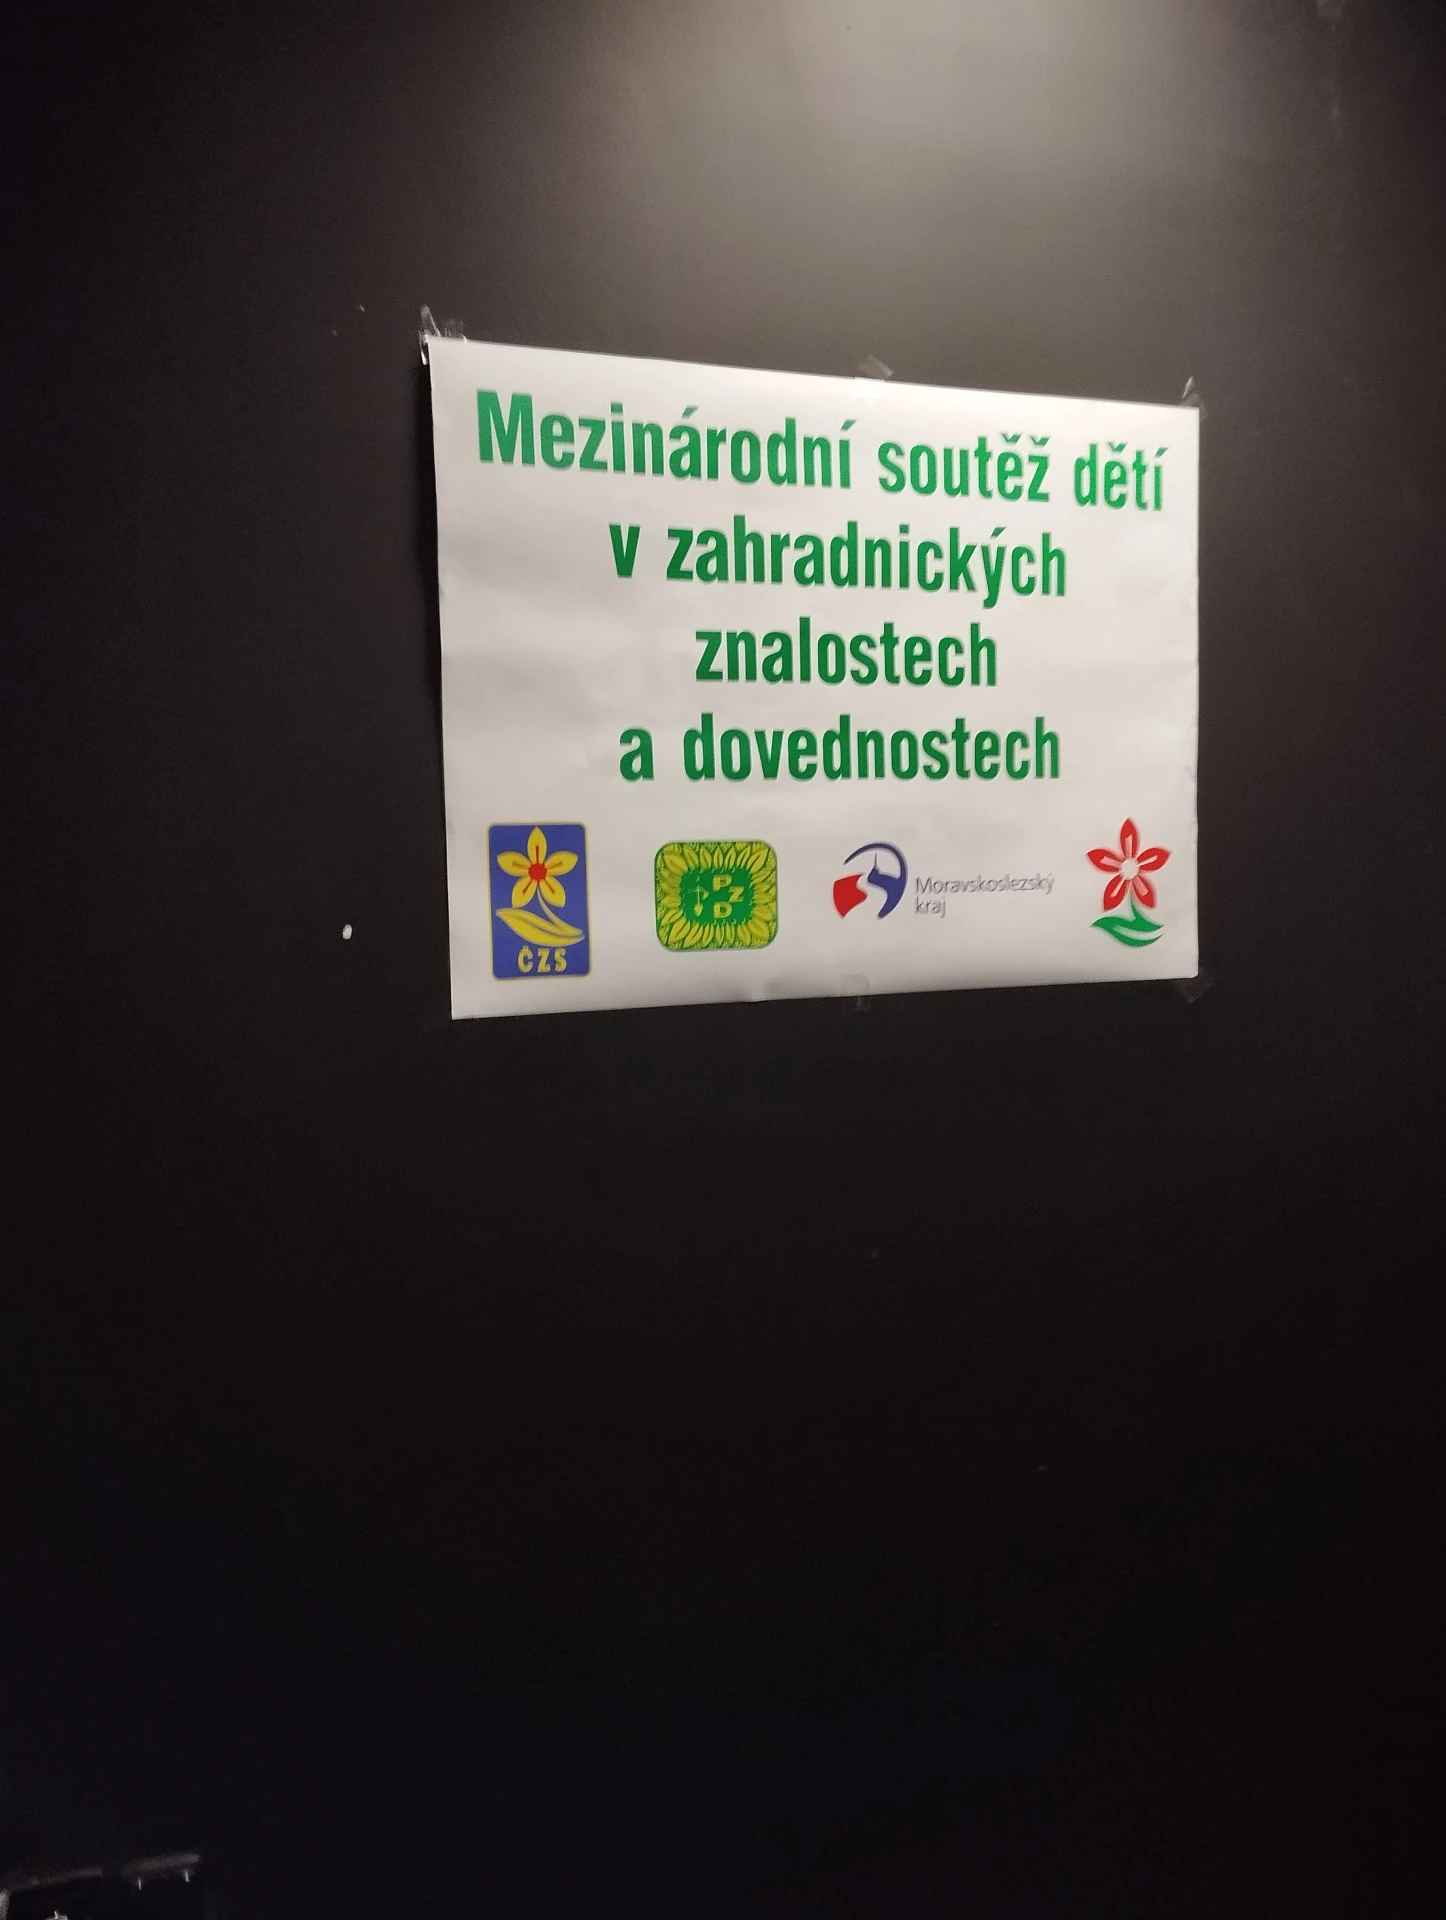 Mezinárodní soutěž dětí
v zahradnických
znalostech
a dovednostech
ČZS
PZD
Moravskoslezský
kraj